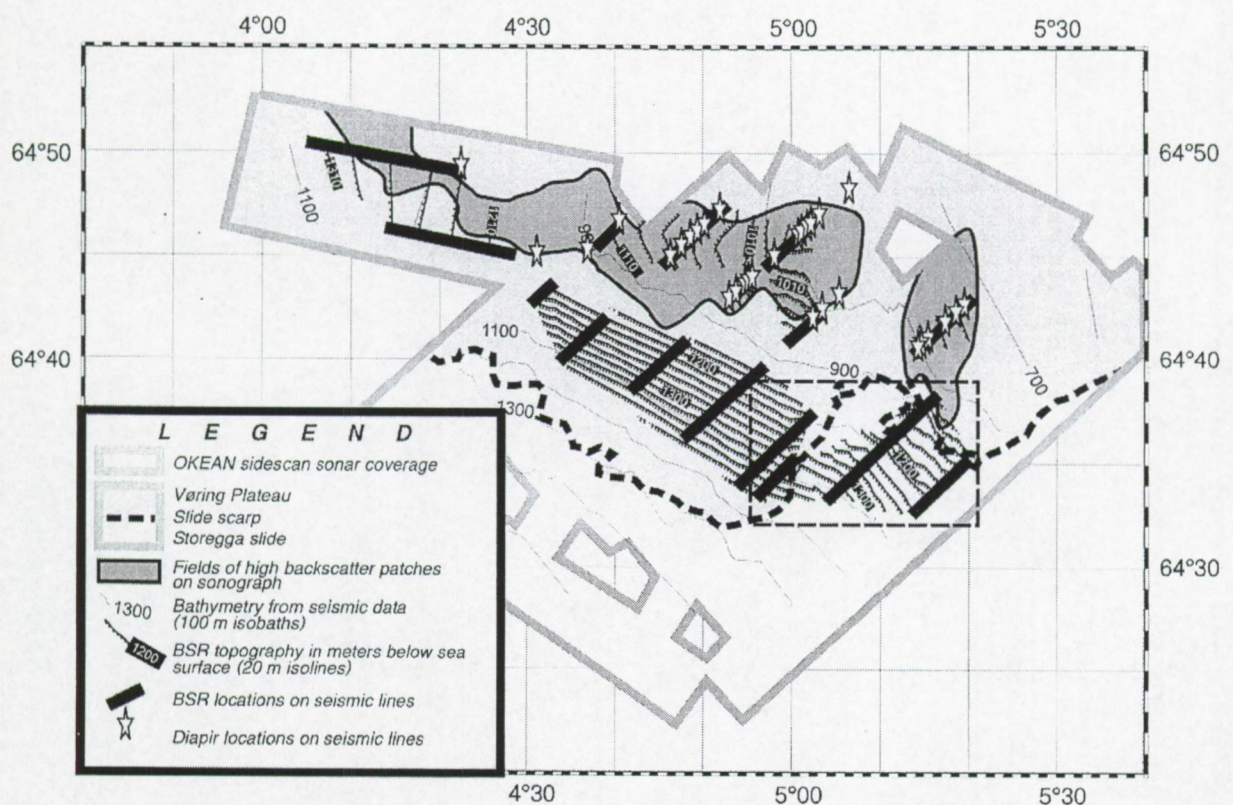 4°00 4°30 5°00 5°30
64°50 64°50
1100
1010
1010
1110
64°40 64°40
1100
900
700
1200
1300
1300
1200
L E G E N D
OKEAN sidescan sonar coverage
Vøring Plateau
Slide scarp
Storegga slide
Fields of high backscatter patches
on sonograph
1300 Bathymetry from seismic data
(100 m isobaths)
1200 BSR topography in meters below sea
surface (20 m isolines)
BSR locations on seismic lines
Diapir locations on seismic lines
64°30
4°30 5°00 5°30